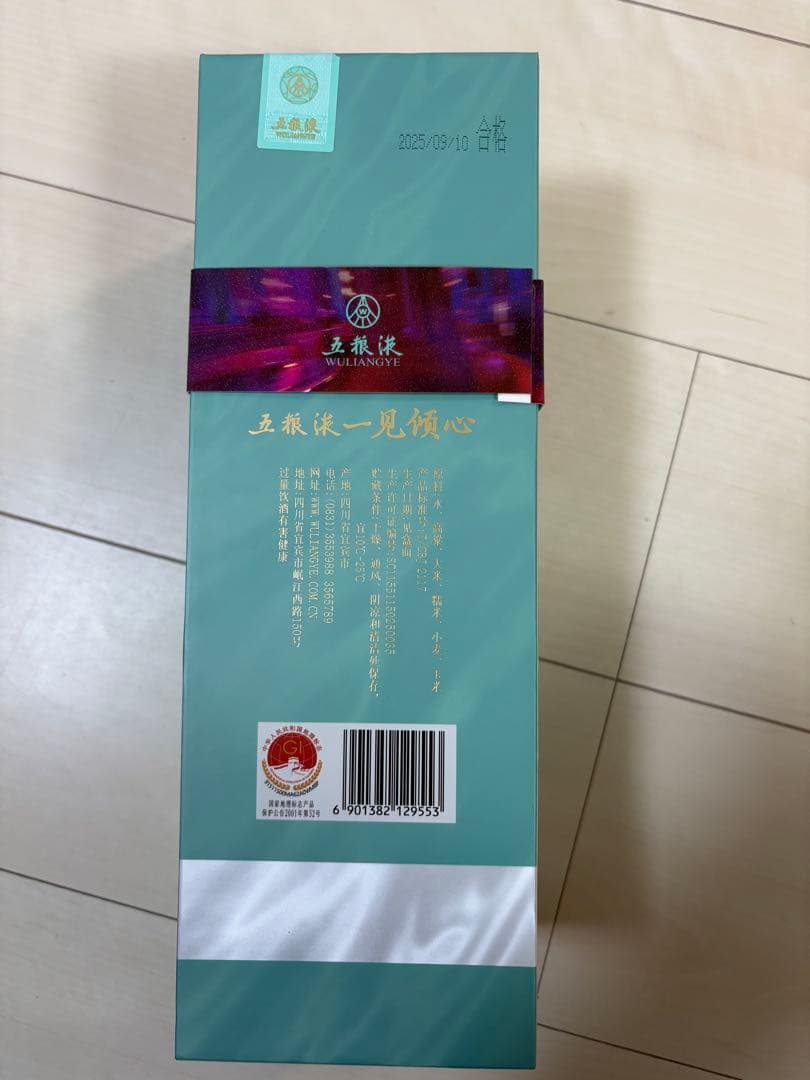 五粮液
WULIANGYE
2025/09/10 合格
五粮液
WULIANGYE
五粮液一见倾心
原料:水、高粱、大米、糯米、小麦、玉米
产品标准号:
生产日期:见盒面
生产许可证编号:SC11551150250035
贮藏条件:干燥、通风、阴凉和清洁处保存,
宜10℃-25℃
产地:四川省宜宾市
电话:(0831)3553988 3565789
网址:WWW.WULIANGYE.COM.CN
地址:四川省宜宾市岷江西路150号
过量饮酒有害健康
中华人民共和国地理标志
GI
国家地理标志产品
保护公告2001年第32号
6 901382 129553